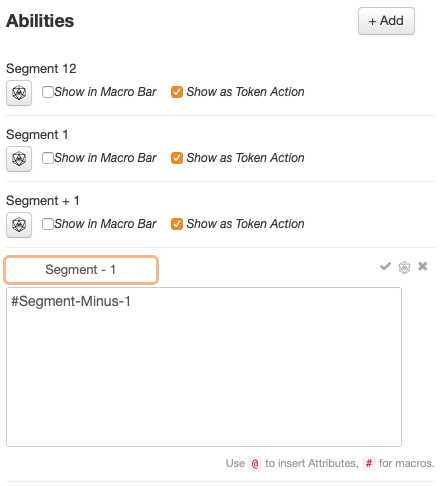 Abilities
+ Add
Segment 12
Show in Macro Bar Show as Token Action
Segment 1
Show in Macro Bar Show as Token Action
Segment + 1
Show in Macro Bar Show as Token Action
Segment - 1
#Segment-Minus-1
Use @ to insert Attributes, # for macros.